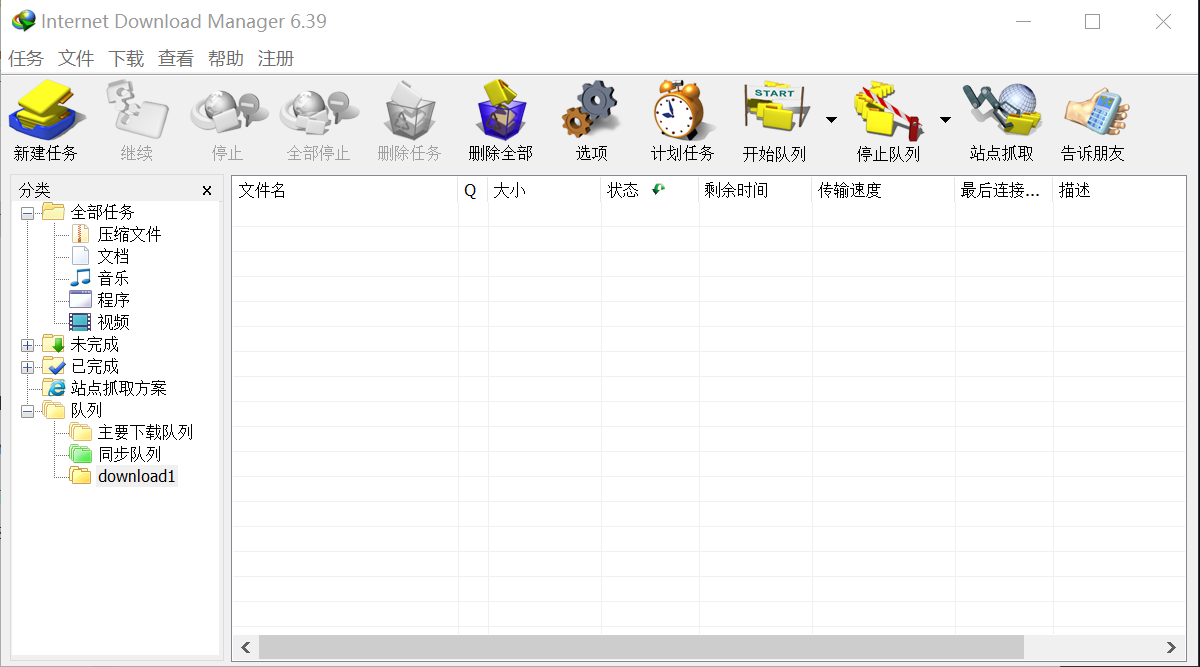 Internet Download Manager 6.39
任务 文件 下载 查看 帮助 注册
START
新建任务 继续 停止 全部停止 删除任务 删除全部 选项 计划任务 开始队列 停止队列 站点抓取 告诉朋友
分类 x
文件名 Q 大小 状态 剩余时间 传输速度 最后连接... 描述
全部任务
压缩文件
文档
音乐
程序
视频
未完成
已完成
站点抓取方案
队列
主要下载队列
同步队列
download1